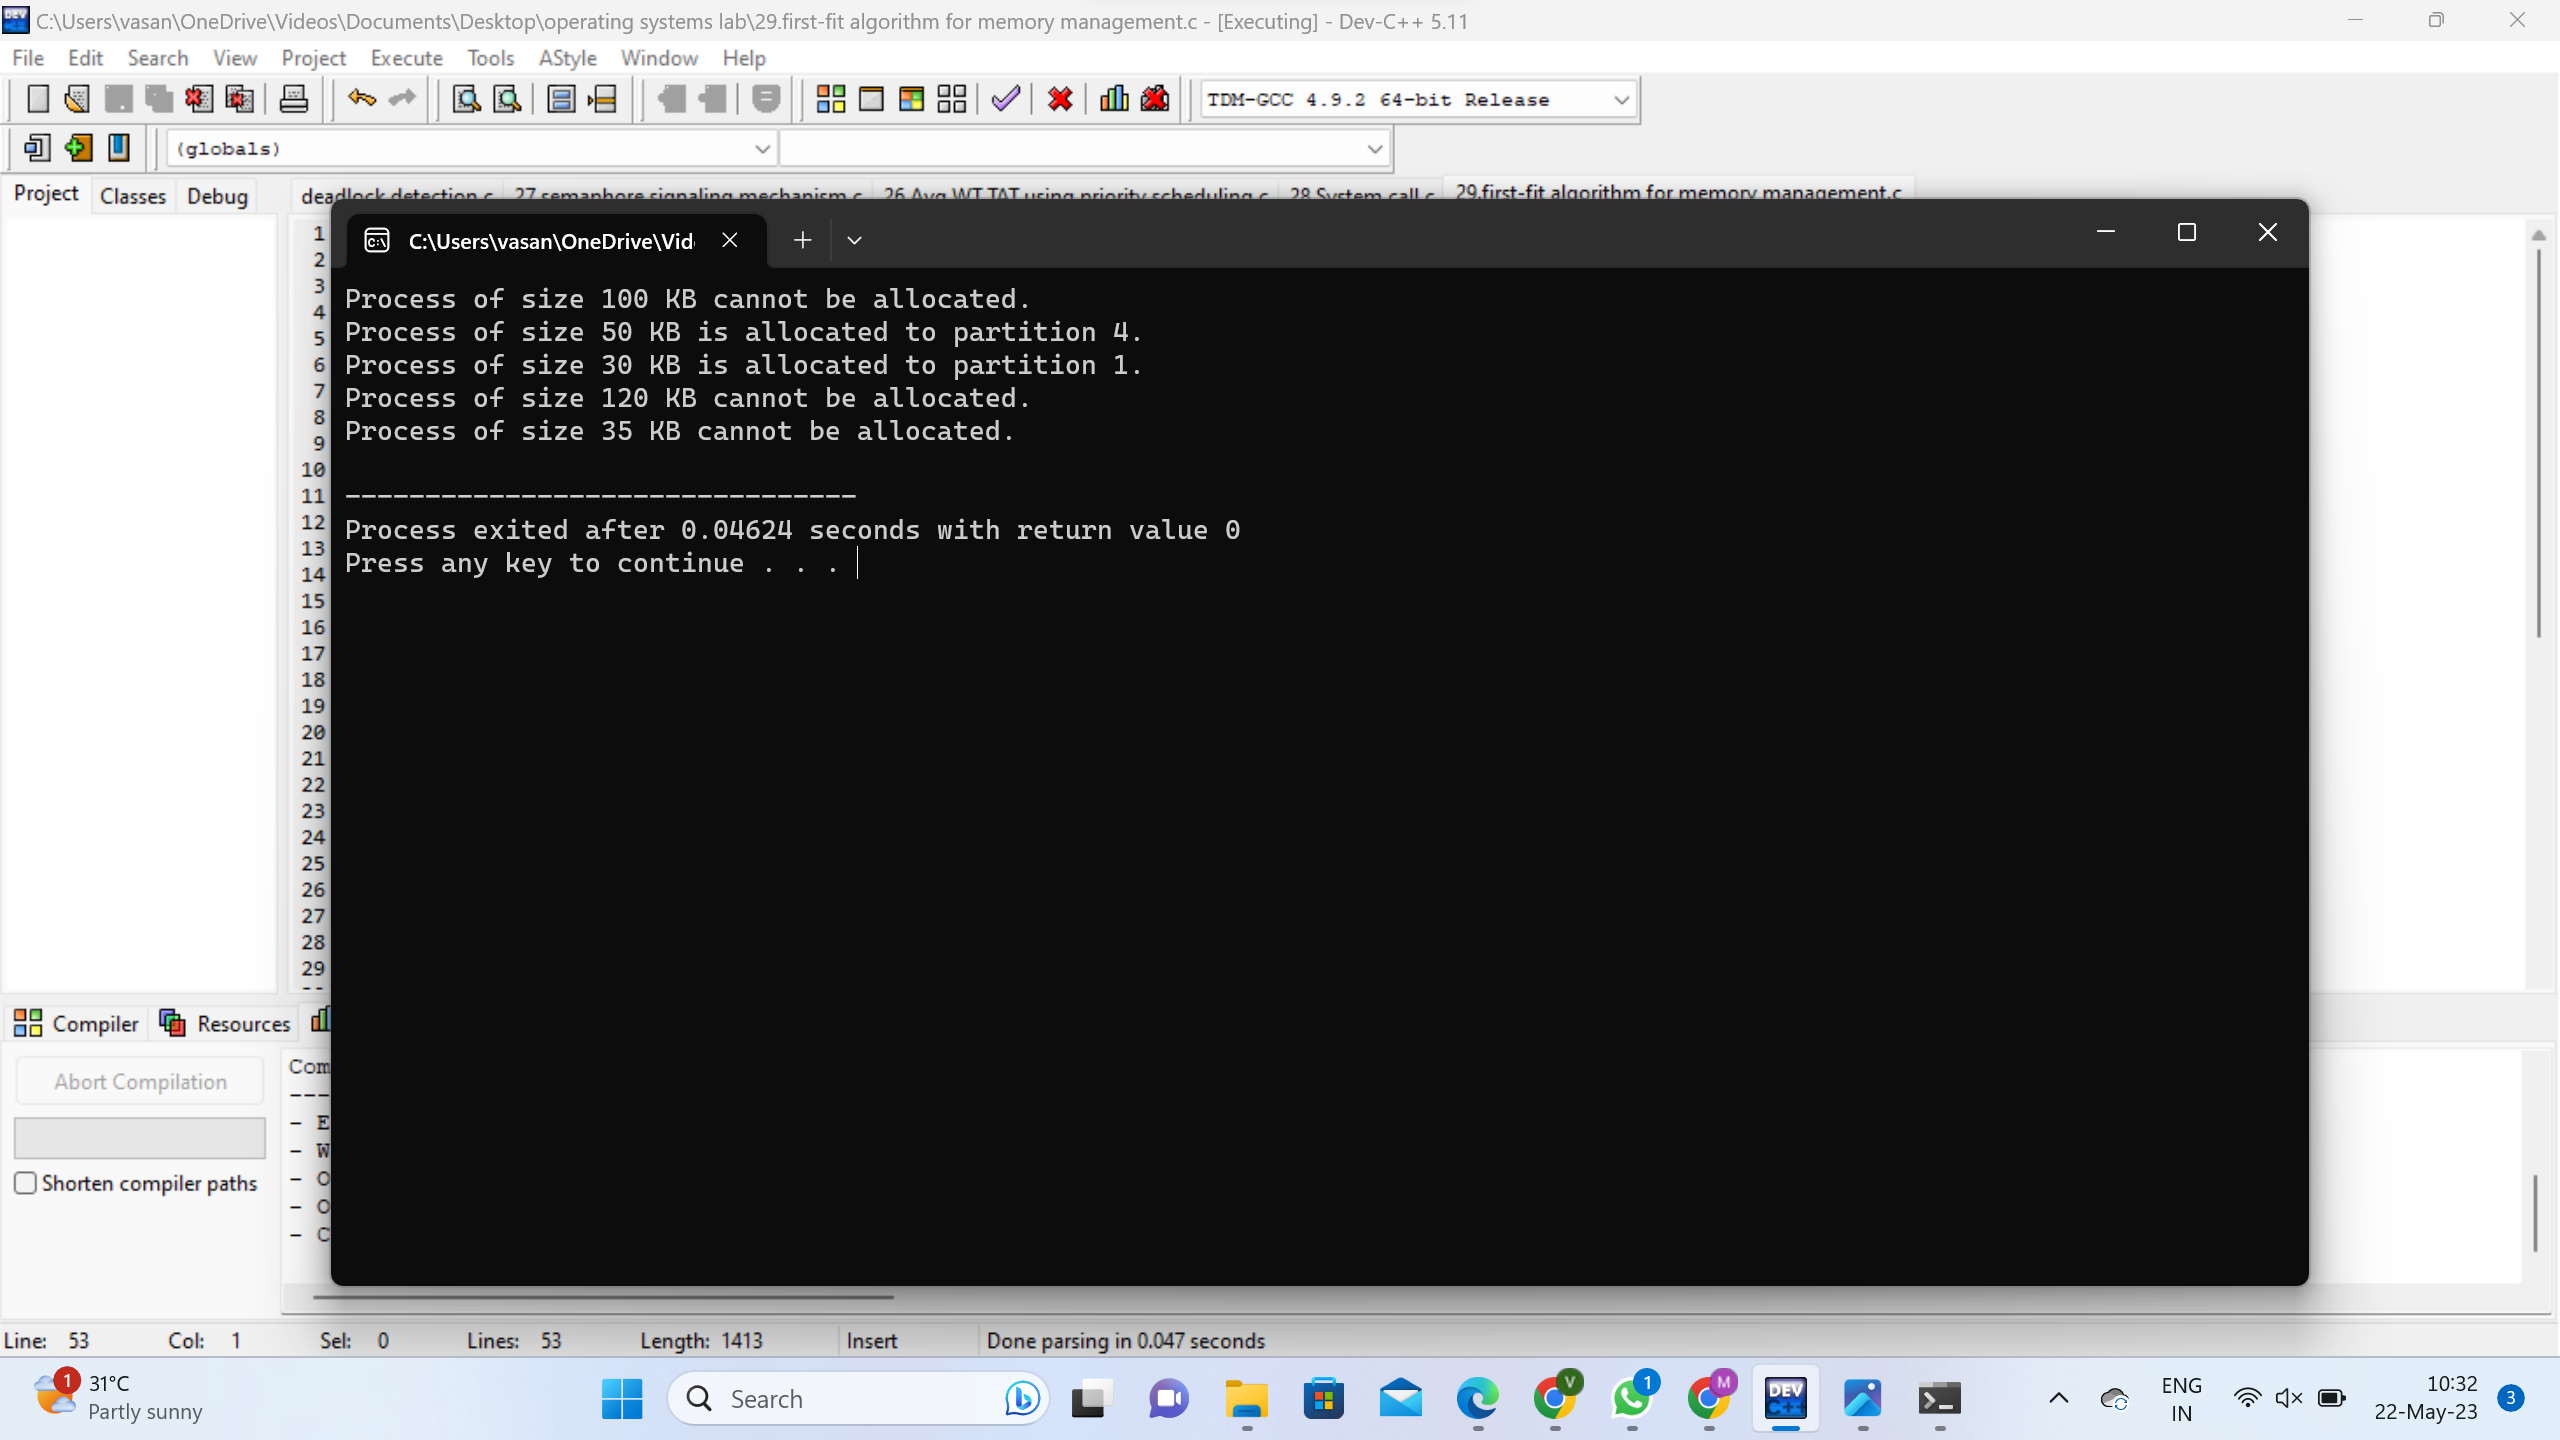 C:\Users\vasan\OneDrive\Videos\Documents\Desktop\operating systems lab\29.first-fit algorithm for memory management.c - [Executing] - Dev-C++ 5.11
File Edit Search View Project Execute Tools AStyle Window Help
TDM-GCC 4.9.2 64-bit Release
(globals)
Project Classes Debug
deadlock detection.c 27.semaphore signaling mechanism.c 26.Avg WT,TAT using priority scheduling.c 28.System call.c 29.first-fit algorithm for memory management.c
C:\Users\vasan\OneDrive\Vid
1
2
3
4
5
6
7
8
9
10
11
12
13
14
15
16
17
18
19
20
21
22
23
24
25
26
27
28
29
Process of size 100 KB cannot be allocated.
Process of size 50 KB is allocated to partition 4.
Process of size 30 KB is allocated to partition 1.
Process of size 120 KB cannot be allocated.
Process of size 35 KB cannot be allocated.
--------------------------------
Process exited after 0.04624 seconds with return value 0
Press any key to continue . . .
Compiler Resources
Abort Compilation
Shorten compiler paths
Com
---
- E
- W
- O
- O
- C
Line: 53 Col: 1 Sel: 0 Lines: 53 Length: 1413 Insert Done parsing in 0.047 seconds
1 31°C
Partly sunny
Search
V
1
M
DEV
C++
ENG
IN
10:32
22-May-23
3